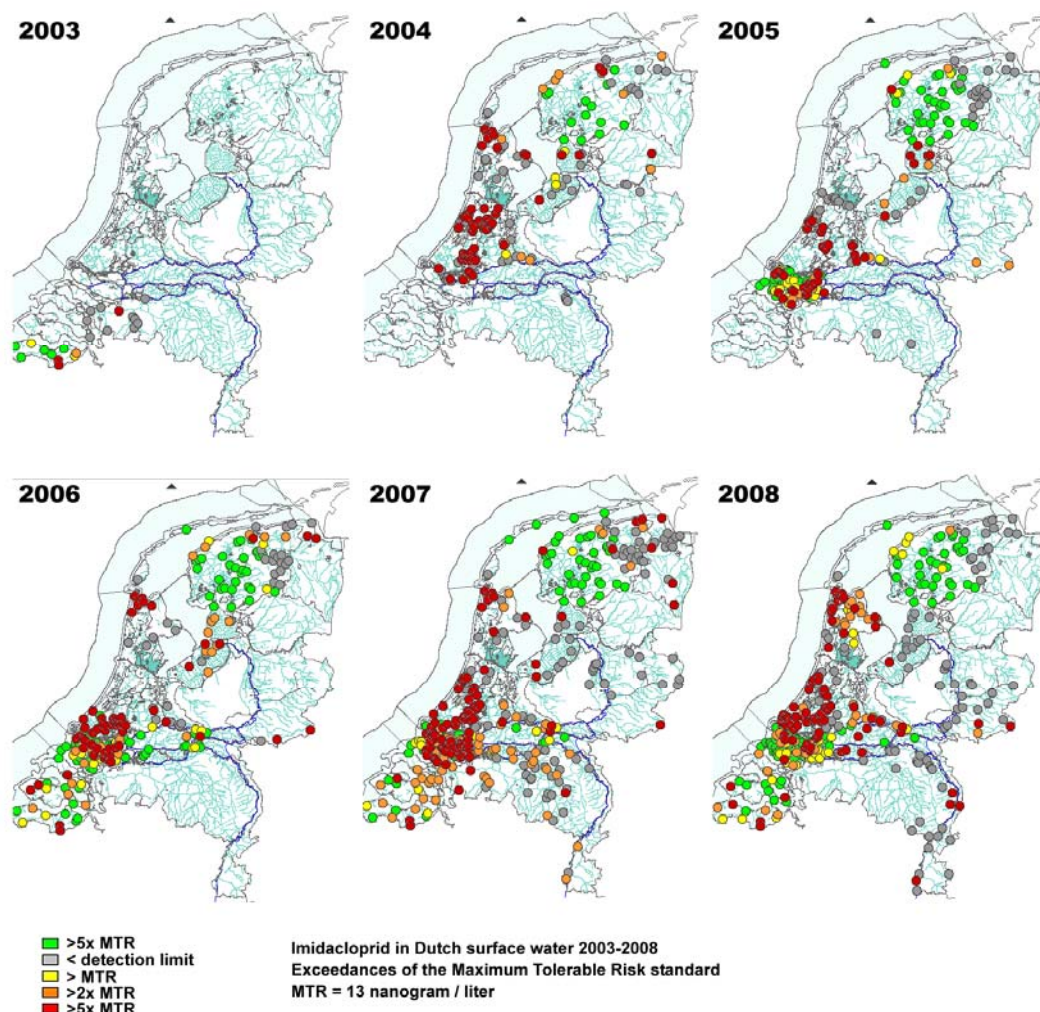 2003
2004
2005
2006
2007
2008
>5x MTR
< detection limit
> MTR
>2x MTR
>5x MTR
Imidacloprid in Dutch surface water 2003-2008
Exceedances of the Maximum Tolerable Risk standard
MTR = 13 nanogram / liter